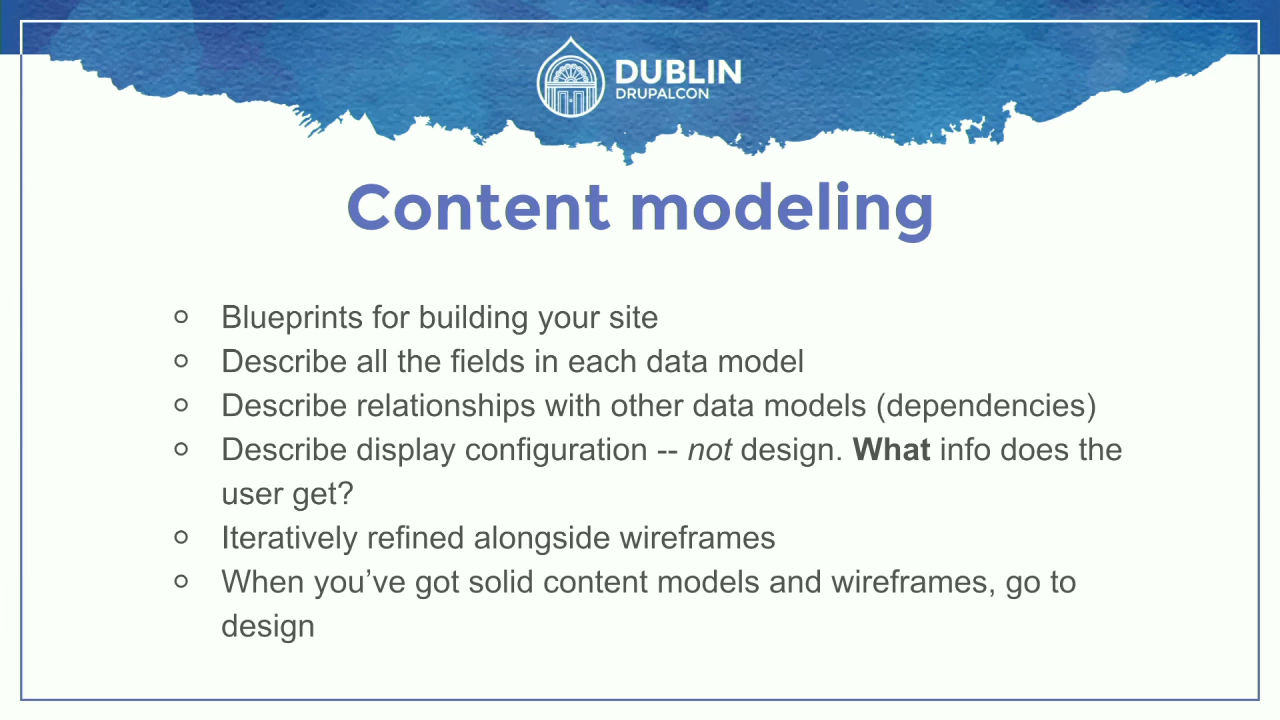 DUBLIN
DRUPALCON
Content modeling
Blueprints for building your site
Describe all the fields in each data model
Describe relationships with other data models (dependencies)
Describe display configuration -- not design. What info does the
user get?
Iteratively refined alongside wireframes
When you’ve got solid content models and wireframes, go to
design